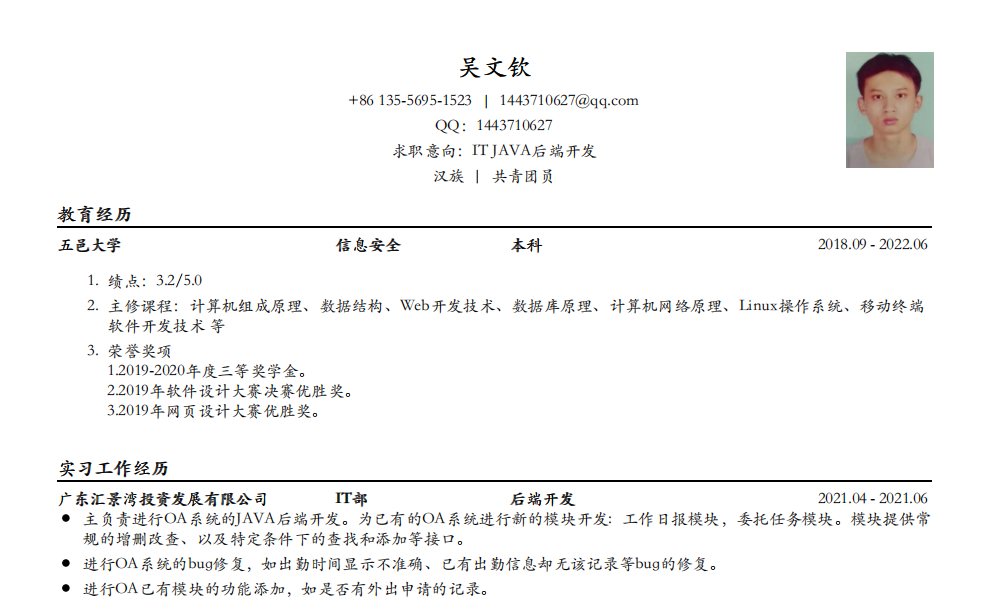 吴文钦
+86 135-5695-1523 | 1443710627@qq.com
QQ：1443710627
求职意向：IT JAVA后端开发
汉族 | 共青团员
教育经历
五邑大学 信息安全 本科 2018.09 - 2022.06
1. 绩点：3.2/5.0
2. 主修课程：计算机组成原理、数据结构、Web开发技术、数据库原理、计算机网络原理、Linux操作系统、移动终端
软件开发技术 等
3. 荣誉奖项
1.2019-2020年度三等奖学金。
2.2019年软件设计大赛决赛优胜奖。
3.2019年网页设计大赛优胜奖。
实习工作经历
广东汇景湾投资发展有限公司 IT部 后端开发 2021.04 - 2021.06
● 主负责进行OA系统的JAVA后端开发。为已有的OA系统进行新的模块开发：工作日报模块，委托任务模块。模块提供常
规的增删改查、以及特定条件下的查找和添加等接口。
● 进行OA系统的bug修复，如出勤时间显示不准确、已有出勤信息却无该记录等bug的修复。
● 进行OA已有模块的功能添加，如是否有外出申请的记录。